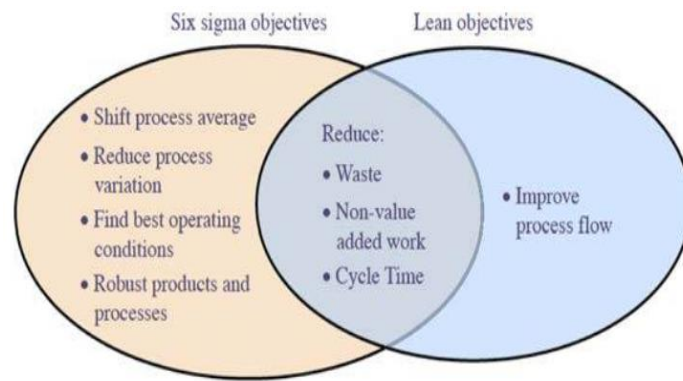 Six sigma objectives
Lean objectives
• Shift process average
• Reduce process
variation
• Find best operating
conditions
• Robust products and
processes
Reduce:
• Waste
• Non-value
added work
• Cycle Time
• Improve
process flow